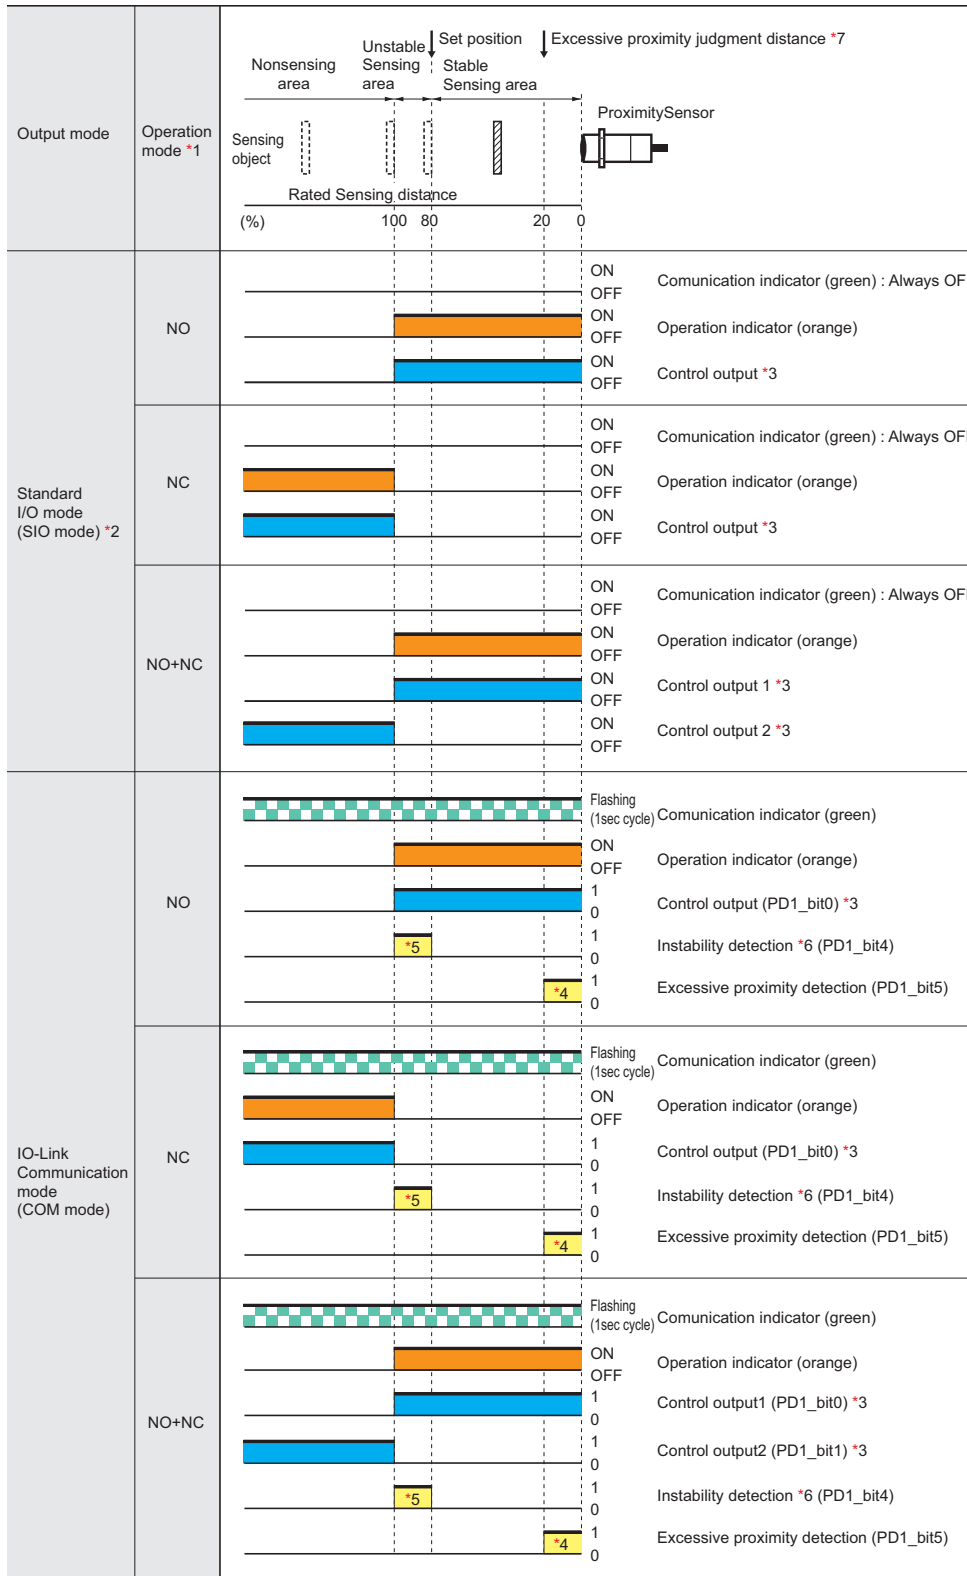 Output mode
Operation
mode *1
Set position
Excessive proximity judgment distance *7
Unstable
Sensing
area
Nonsensing
area
Stable
Sensing area
ProximitySensor
Sensing
object
Rated Sensing distance
(%)
100
80
20
0
Standard
I/O mode
(SIO mode) *2
NO
ON
OFF
Comunication indicator (green) : Always OF
ON
OFF
Operation indicator (orange)
ON
OFF
Control output *3
NC
ON
OFF
Comunication indicator (green) : Always OF
ON
OFF
Operation indicator (orange)
ON
OFF
Control output *3
NO+NC
ON
OFF
Comunication indicator (green) : Always OF
ON
OFF
Operation indicator (orange)
ON
OFF
Control output 1 *3
ON
OFF
Control output 2 *3
IO-Link
Communication
mode
(COM mode)
NO
Flashing
(1sec cycle)
Comunication indicator (green)
ON
OFF
Operation indicator (orange)
1
0
Control output (PD1_bit0) *3
*5
1
0
Instability detection *6 (PD1_bit4)
*4
1
0
Excessive proximity detection (PD1_bit5)
NC
Flashing
(1sec cycle)
Comunication indicator (green)
ON
OFF
Operation indicator (orange)
1
0
Control output (PD1_bit0) *3
*5
1
0
Instability detection *6 (PD1_bit4)
*4
1
0
Excessive proximity detection (PD1_bit5)
NO+NC
Flashing
(1sec cycle)
Comunication indicator (green)
ON
OFF
Operation indicator (orange)
1
0
Control output1 (PD1_bit0) *3
1
0
Control output2 (PD1_bit1) *3
*5
1
0
Instability detection *6 (PD1_bit4)
*4
1
0
Excessive proximity detection (PD1_bit5)